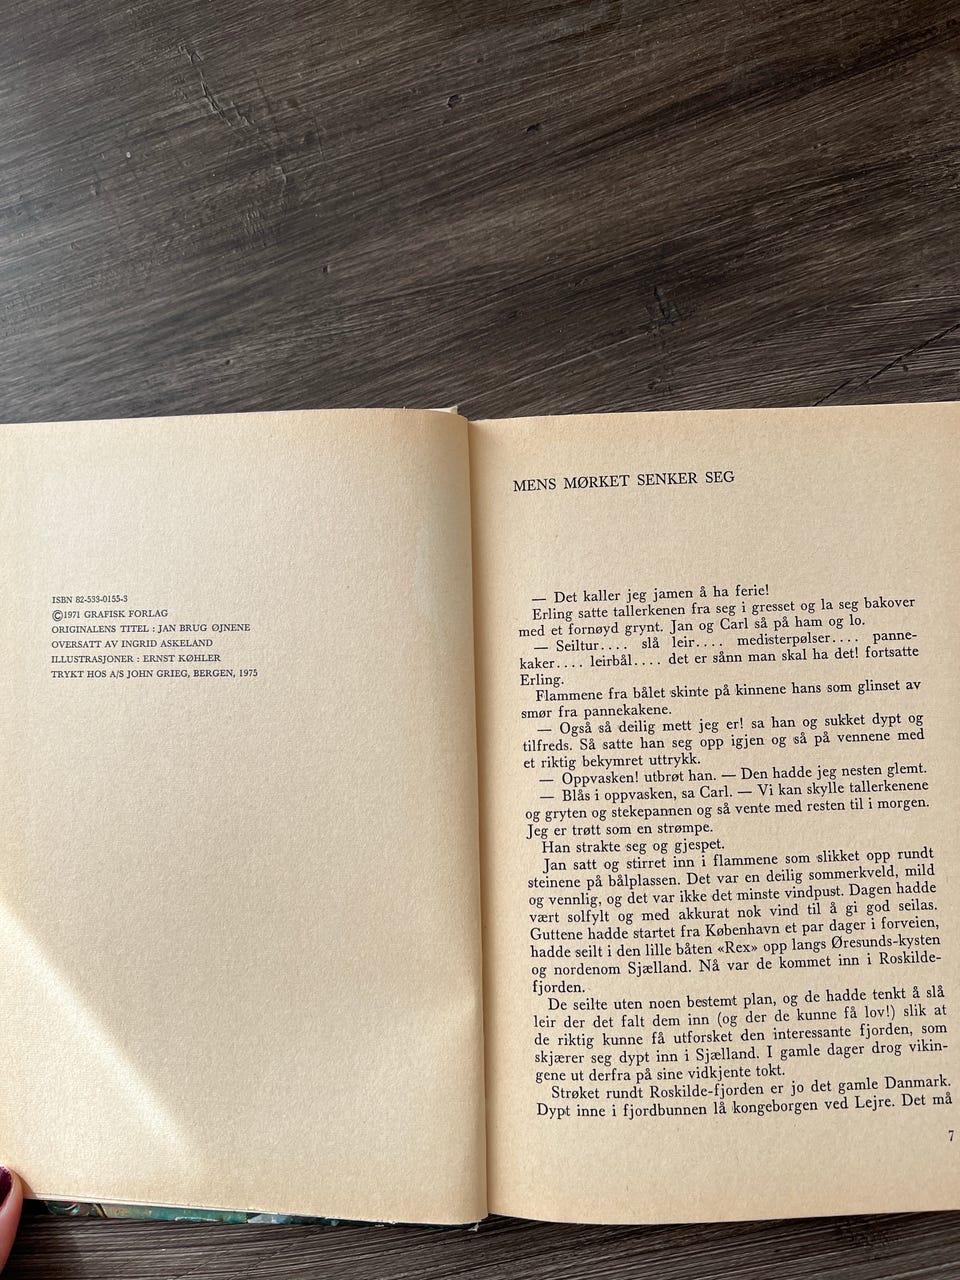 ISBN 82-533-0155-3
©1971 GRAFISK FORLAG
ORIGINALENS TITEL : JAN BRUG ØJNENE
OVERSATT AV INGRID ASKELAND
ILLUSTRASJONER : ERNST KØHLER
TRYKT HOS A/S JOHN GRIEG, BERGEN, 1975
MENS MØRKET SENKER SEG
— Det kaller jeg jamen å ha ferie!
Erling satte tallerkenen fra seg i gresset og la seg bakover
med et fornøyd grynt. Jan og Carl så på ham og lo.
— Seiltur.... slå leir.... medisterpølser.... panne-
kaker.... leirbål.... det er sånn man skal ha det! fortsatte
Erling.
Flammene fra bålet skinte på kinnene hans som glinset av
smør fra pannekakene.
— Også så deilig mett jeg er! sa han og sukket dypt og
tilfreds. Så satte han seg opp igjen og så på vennene med
et riktig bekymret uttrykk.
— Oppvasken! utbrøt han. — Den hadde jeg nesten glemt.
— Blås i oppvasken, sa Carl. — Vi kan skylle tallerkenene
og gryten og stekepannen og så vente med resten til i morgen.
Jeg er trøtt som en strømpe.
Han strakte seg og gjespet.
Jan satt og stirret inn i flammene som slikket opp rundt
steinene på bålplassen. Det var en deilig sommerkveld, mild
og vennlig, og det var ikke det minste vindpust. Dagen hadde
vært solfylt og med akkurat nok vind til å gi god seilas.
Guttene hadde startet fra København et par dager i forveien,
hadde seilt i den lille båten «Rex» opp langs Øresunds-kysten
og nordenom Sjælland. Nå var de kommet inn i Roskilde-
fjorden.
De seilte uten noen bestemt plan, og de hadde tenkt å slå
leir der det falt dem inn (og der de kunne få lov!) slik at
de riktig kunne få utforsket den interessante fjorden, som
skjærer seg dypt inn i Sjælland. I gamle dager drog vikin-
gene ut derfra på sine vidkjente tokt.
Strøket rundt Roskilde-fjorden er jo det gamle Danmark.
Dypt inne i fjordbunnen lå kongeborgen ved Lejre. Det må
7